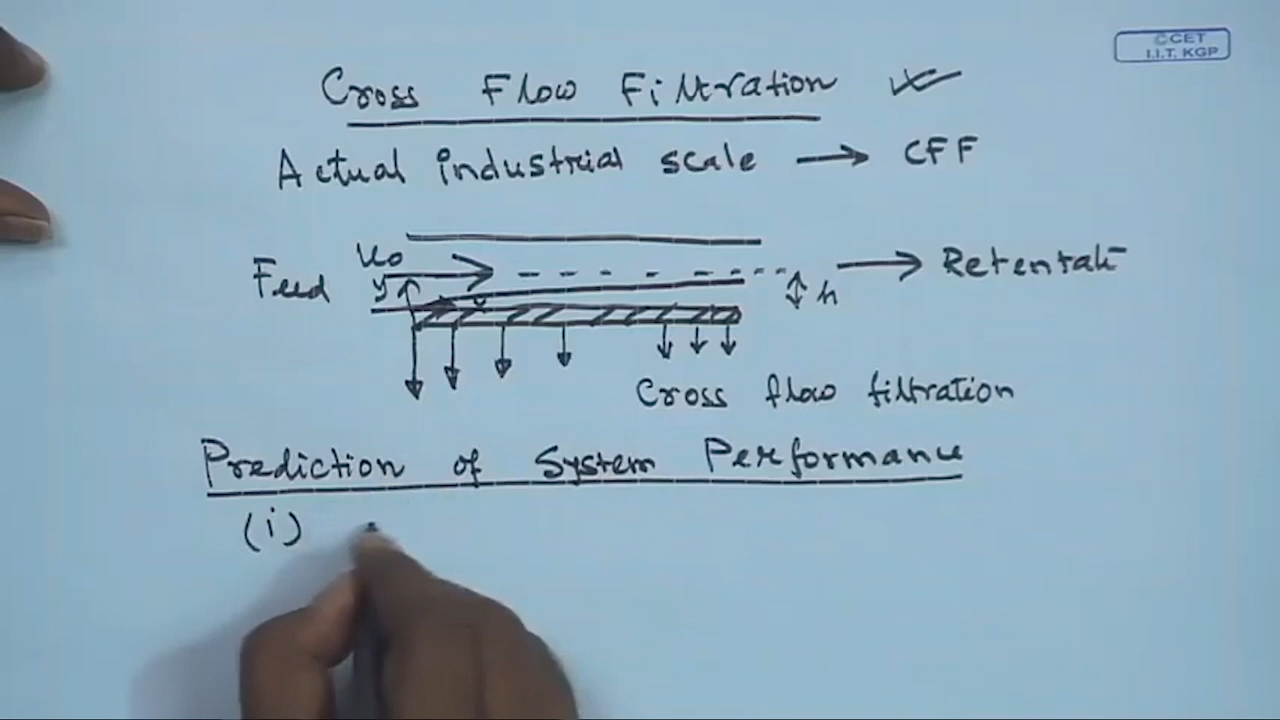 ©CET
I.I.T. KGP
Cross Flow Filtration
Actual industrial scale → CFF
u₀
Feed
y
x
h
→ Retentate
Cross flow filtration
Prediction of System Performance
(i)